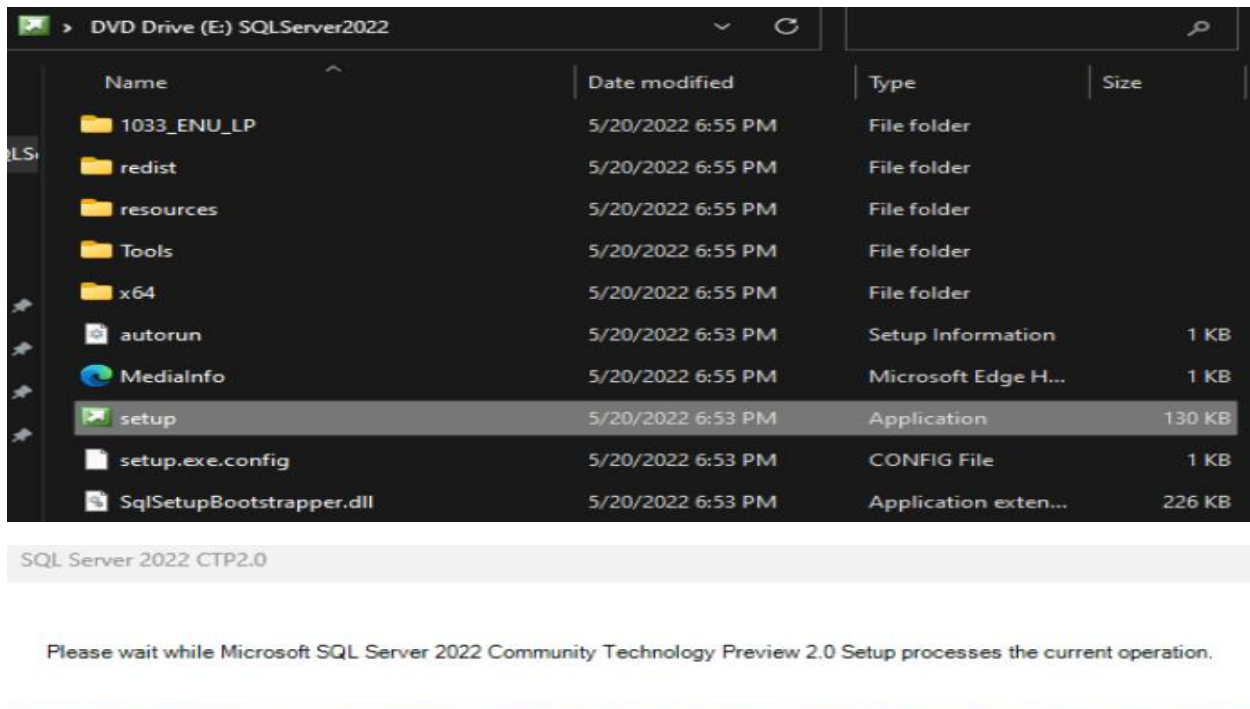 DVD Drive (E:) SQLServer2022
Name Date modified Type Size
1033_ENU_LP 5/20/2022 6:55 PM File folder
redist 5/20/2022 6:55 PM File folder
resources 5/20/2022 6:55 PM File folder
Tools 5/20/2022 6:55 PM File folder
x64 5/20/2022 6:55 PM File folder
autorun 5/20/2022 6:53 PM Setup Information 1 KB
MediaInfo 5/20/2022 6:55 PM Microsoft Edge H... 1 KB
setup 5/20/2022 6:53 PM Application 130 KB
setup.exe.config 5/20/2022 6:53 PM CONFIG File 1 KB
SqlSetupBootstrapper.dll 5/20/2022 6:53 PM Application exten... 226 KB
SQL Server 2022 CTP2.0
Please wait while Microsoft SQL Server 2022 Community Technology Preview 2.0 Setup processes the current operation.